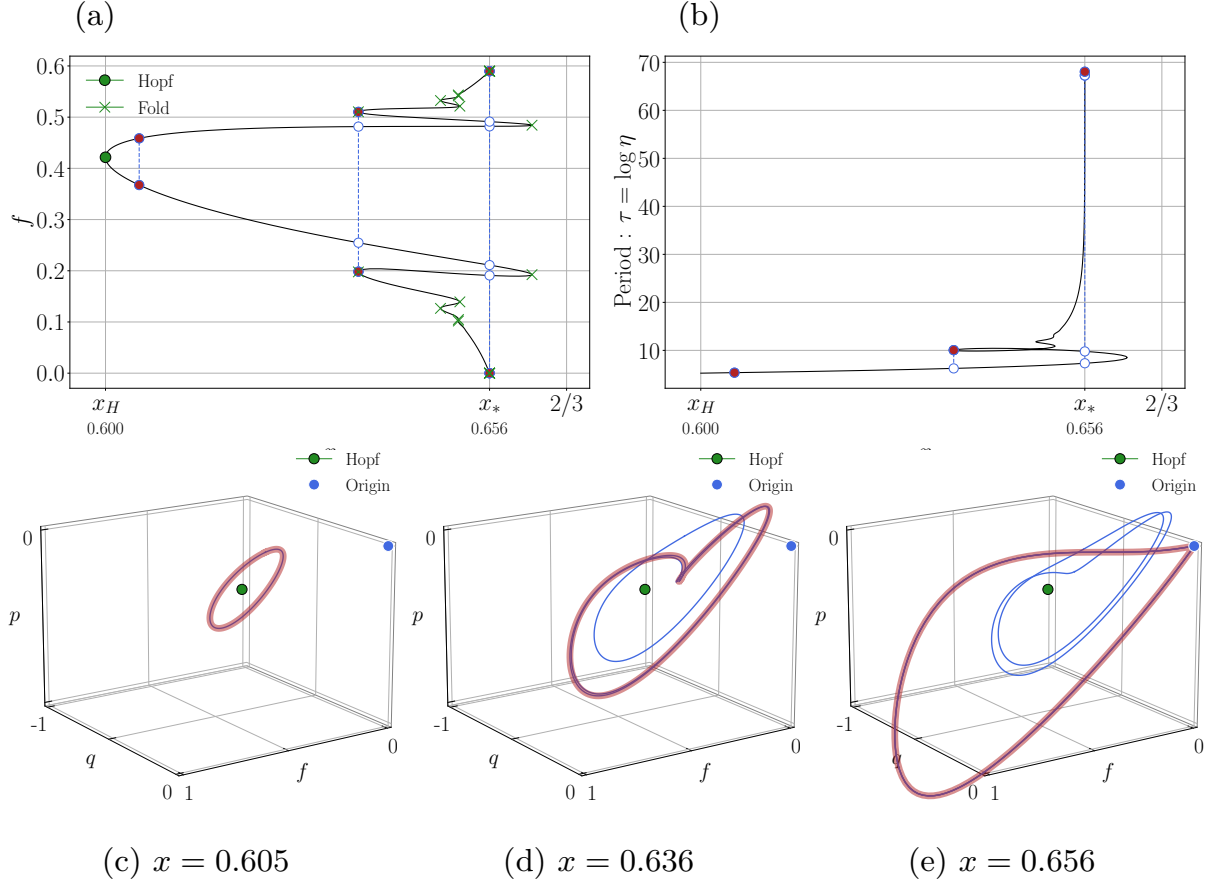 (a)
(b)
0.6
0.5
0.4
0.3
0.2
0.1
0.0
f
Hopf
Fold
x_H
0.600
x_*
0.656
2/3
70
60
50
40
30
20
10
Period : τ = log η
x_H
0.600
x_*
0.656
2/3
Hopf
Origin
0
p
-1
q
0
1
f
0
Hopf
Origin
0
p
-1
q
0
1
f
0
Hopf
Origin
0
p
-1
q
0
1
f
0
(c) x = 0.605
(d) x = 0.636
(e) x = 0.656